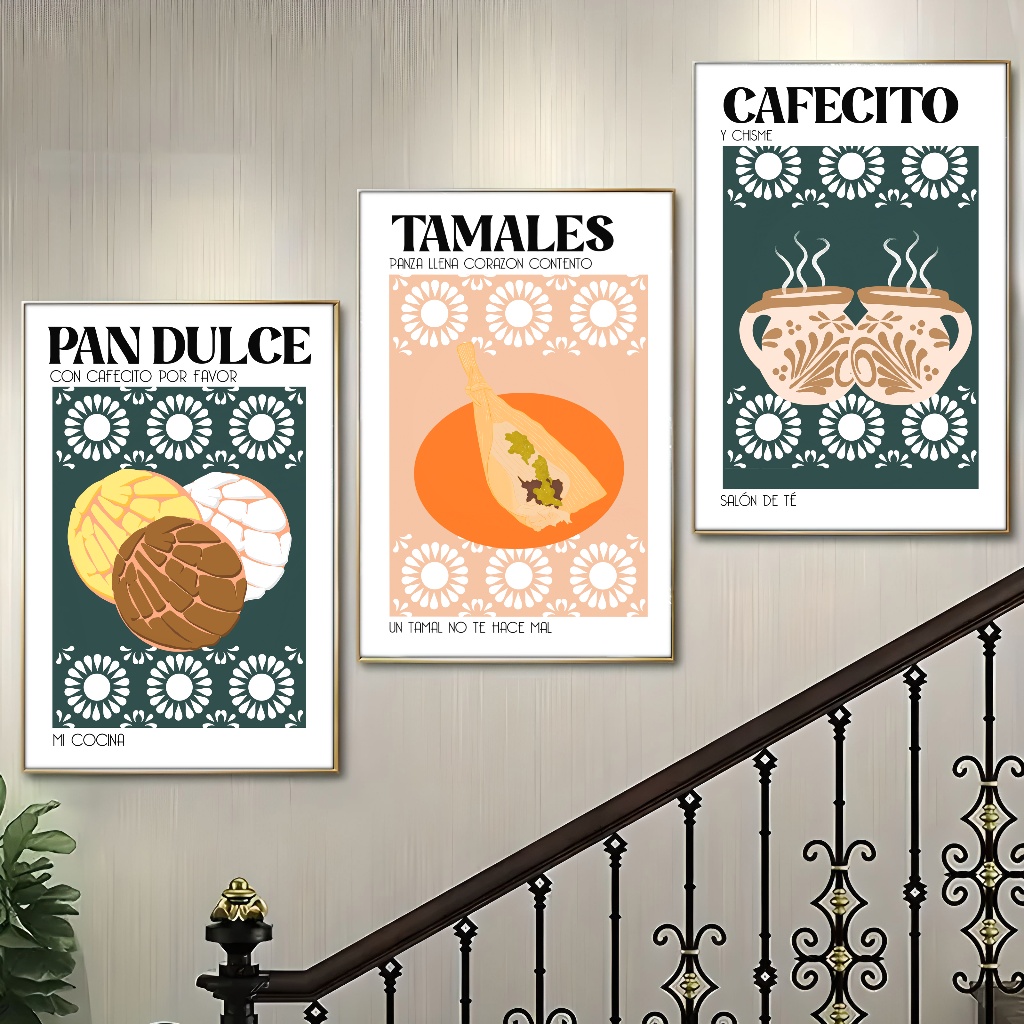 PAN DULCE
CON CAFECITO POR FAVOR
MI COCINA
TAMALES
PANZA LLENA CORAZON CONTENTO
UN TAMAL NO TE HACE MAL
CAFECITO
Y CHISME
SALÓN DE TÉ